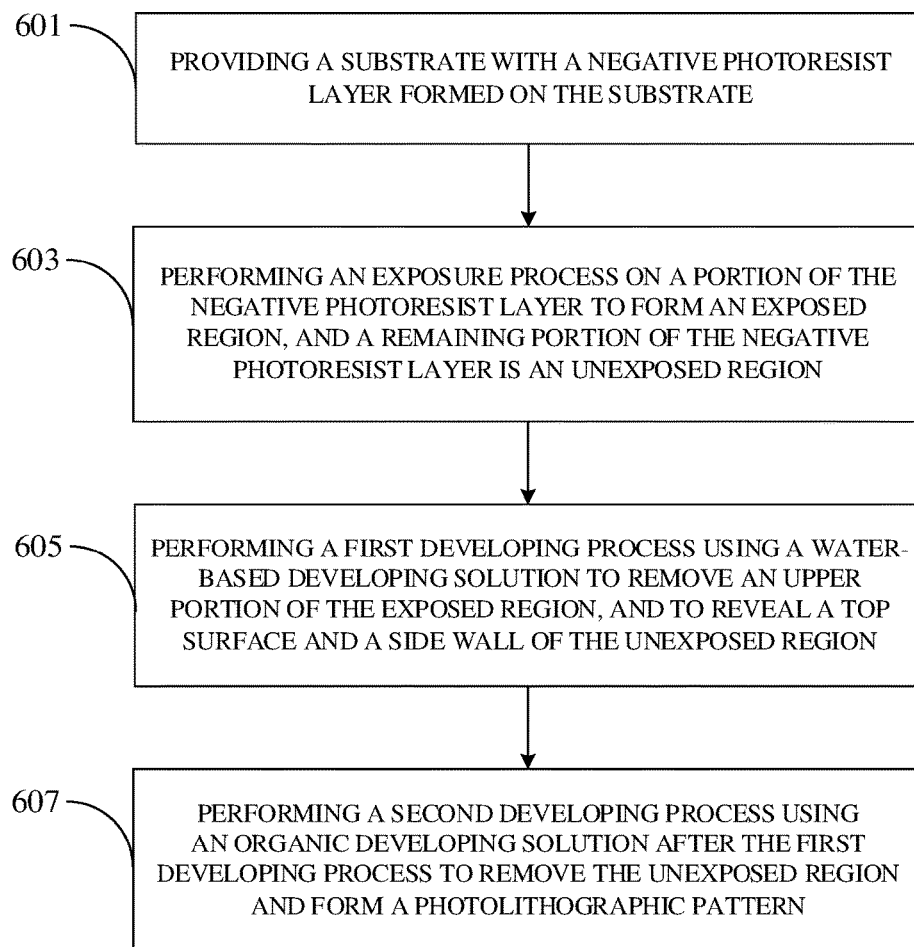 601
PROVIDING A SUBSTRATE WITH A NEGATIVE PHOTORESIST
LAYER FORMED ON THE SUBSTRATE
603
PERFORMING AN EXPOSURE PROCESS ON A PORTION OF THE
NEGATIVE PHOTORESIST LAYER TO FORM AN EXPOSED
REGION, AND A REMAINING PORTION OF THE NEGATIVE
PHOTORESIST LAYER IS AN UNEXPOSED REGION
605
PERFORMING A FIRST DEVELOPING PROCESS USING A WATER-
BASED DEVELOPING SOLUTION TO REMOVE AN UPPER
PORTION OF THE EXPOSED REGION, AND TO REVEAL A TOP
SURFACE AND A SIDE WALL OF THE UNEXPOSED REGION
607
PERFORMING A SECOND DEVELOPING PROCESS USING
AN ORGANIC DEVELOPING SOLUTION AFTER THE FIRST
DEVELOPING PROCESS TO REMOVE THE UNEXPOSED REGION
AND FORM A PHOTOLITHOGRAPHIC PATTERN